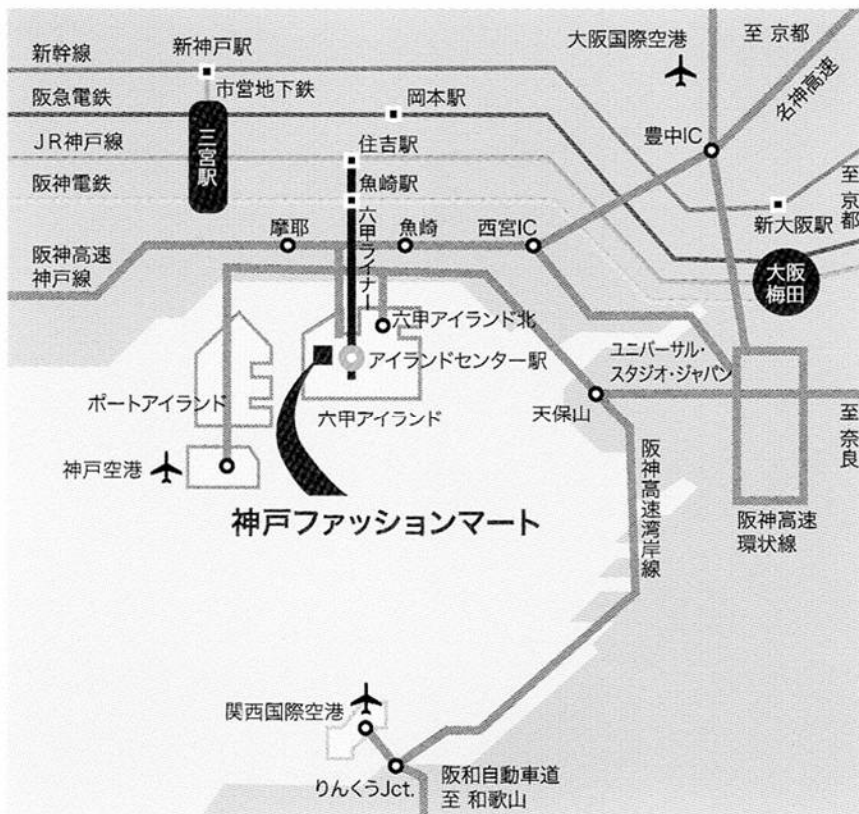 新神戸駅
大阪国際空港
至 京都
新幹線
市営地下鉄
名神高速
阪急電鉄
岡本駅
三宮駅
豊中IC
JR神戸線
住吉駅
阪神電鉄
魚崎駅
至 京都
新大阪駅
六甲ライナー
摩耶
魚崎
西宮IC
阪神高速
神戸線
大阪
梅田
六甲アイランド北
ユニバーサル・
スタジオ・ジャパン
アイランドセンター駅
ポートアイランド
六甲アイランド
天保山
至 奈良
神戸空港
阪神高速湾岸線
神戸ファッションマート
阪神高速
環状線
関西国際空港
りんくうJct.
阪和自動車道
至 和歌山